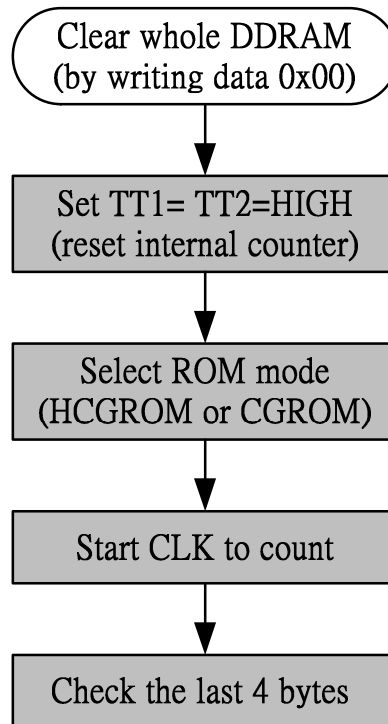 Clear whole DDRAM
(by writing data 0x00)
Set TT1= TT2=HIGH
(reset internal counter)
Select ROM mode
(HCGROM or CGROM)
Start CLK to count
Check the last 4 bytes